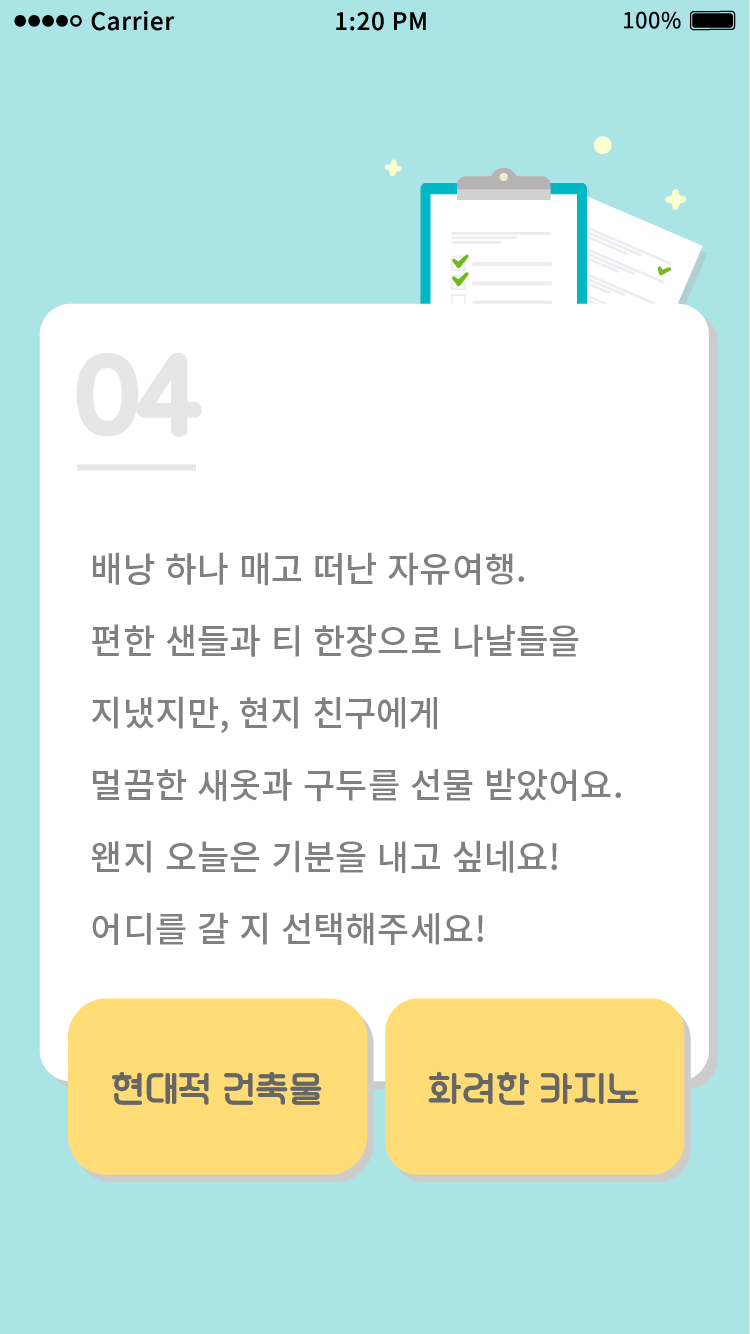 Carrier 1:20 PM 100%
04
배낭 하나 매고 떠난 자유여행.
편한 샌들과 티 한장으로 나날들을
지냈지만, 현지 친구에게
멀끔한 새옷과 구두를 선물 받았어요.
왠지 오늘은 기분을 내고 싶네요!
어디를 갈 지 선택해주세요!
현대적 건축물 화려한 카지노